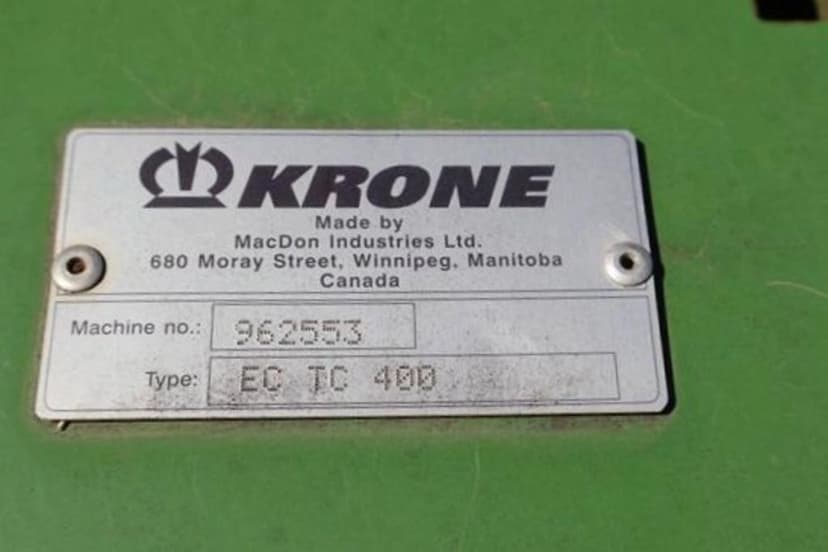 KRONE
Made by
MacDon Industries Ltd.
680 Moray Street, Winnipeg, Manitoba
Canada
Machine no.: 962553
Type: EC TC 400